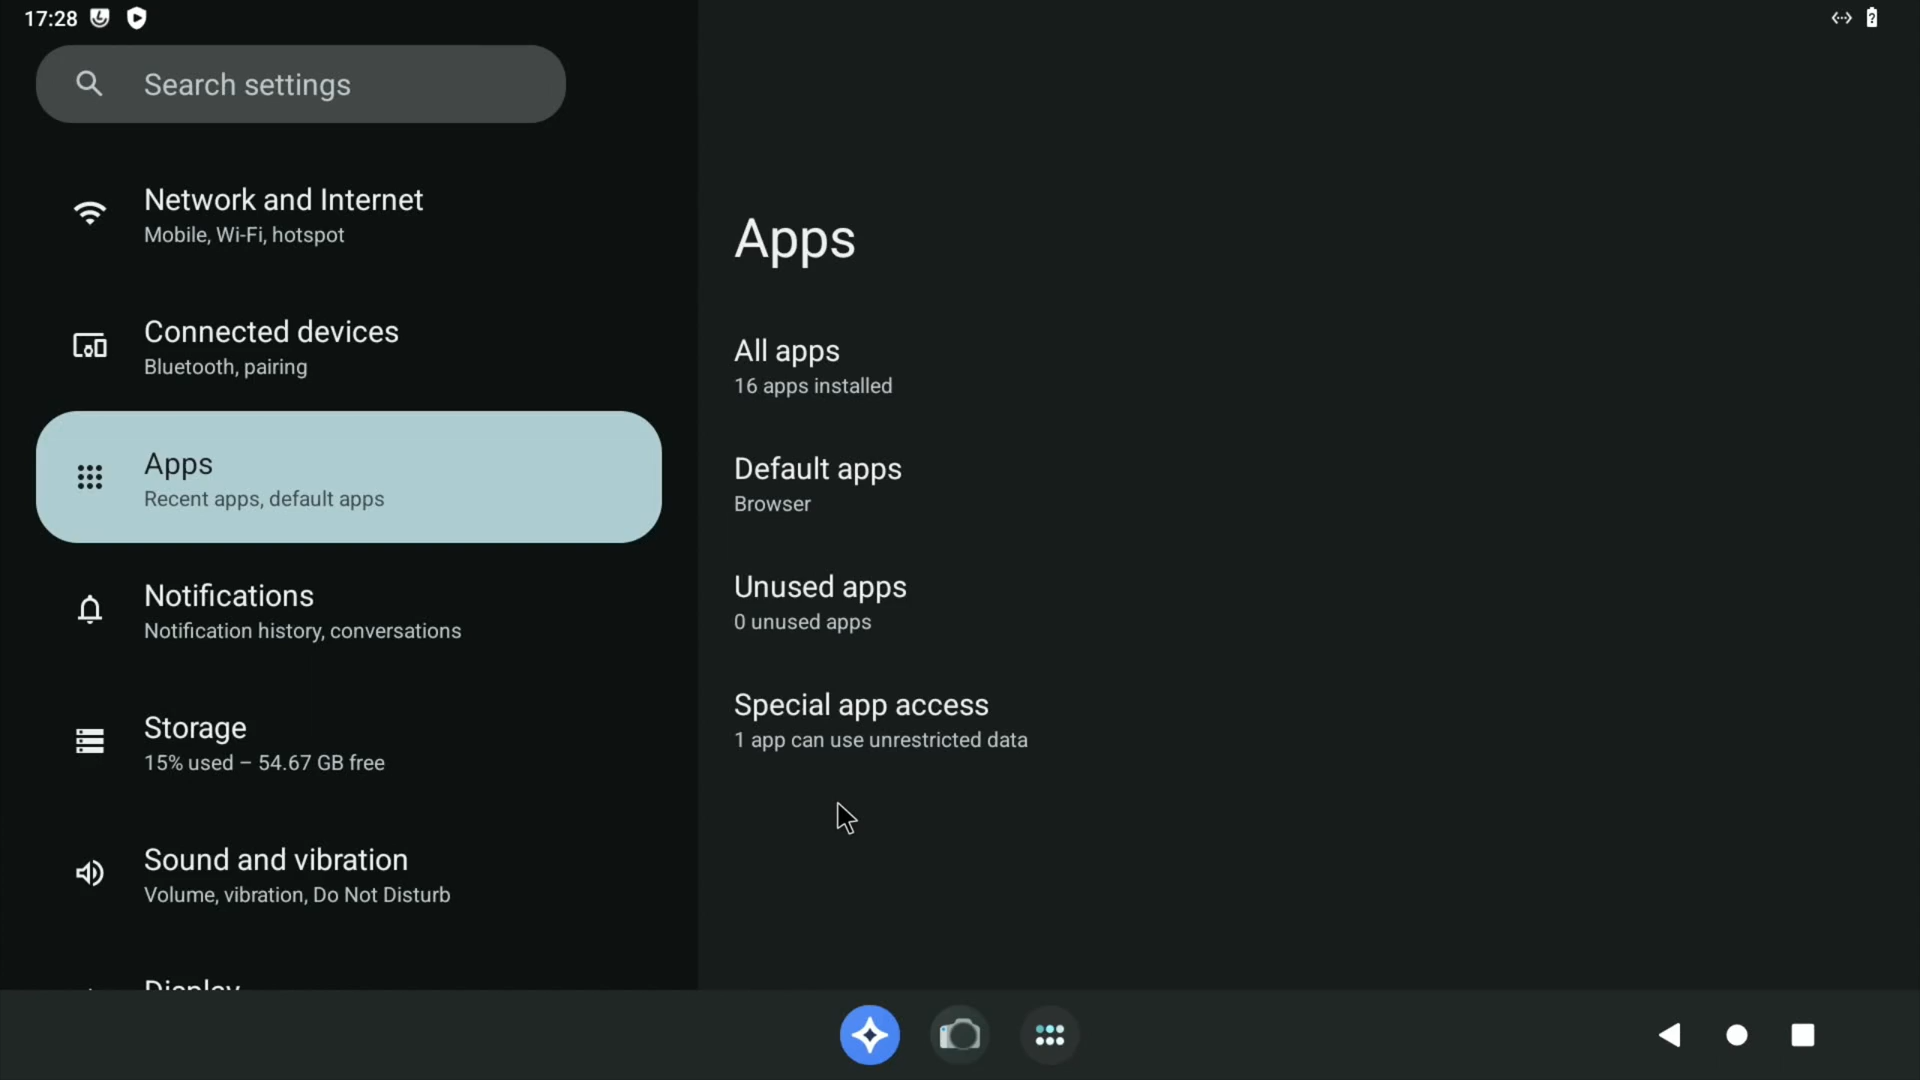 17:28
Search settings
Network and Internet
Mobile, Wi-Fi, hotspot
Connected devices
Bluetooth, pairing
Apps
Recent apps, default apps
Notifications
Notification history, conversations
Storage
15% used – 54.67 GB free
Sound and vibration
Volume, vibration, Do Not Disturb
Display
Apps
All apps
16 apps installed
Default apps
Browser
Unused apps
0 unused apps
Special app access
1 app can use unrestricted data